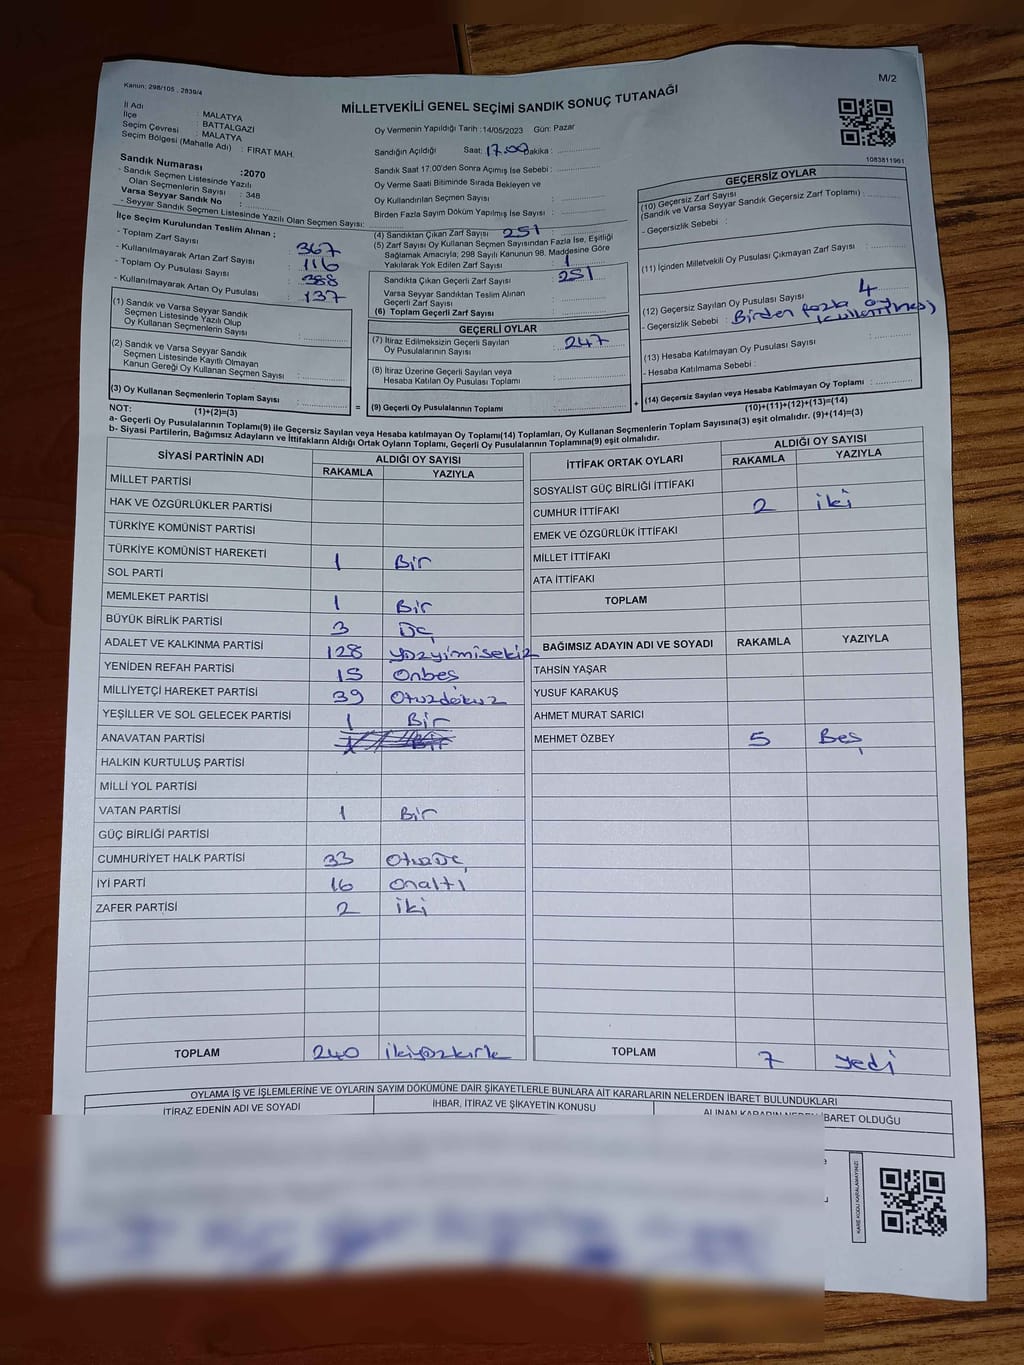 Kanun: 298/105 , 2839/4
M/2
MİLLETVEKİLİ GENEL SEÇİMİ SANDIK SONUÇ TUTANAĞI
İl Adı : MALATYA
İlçe : BATTALGAZİ
Seçim Çevresi : MALATYA
Seçim Bölgesi (Mahalle Adı) : FIRAT MAH.
Sandık Numarası :2070
- Sandık Seçmen Listesinde Yazılı
Olan Seçmenlerin Sayısı : 348
Varsa Seyyar Sandık No :
- Seyyar Sandık Seçmen Listesinde Yazılı Olan Seçmen Sayısı:
İlçe Seçim Kurulundan Teslim Alınan ;
- Toplam Zarf Sayısı : 367
- Kullanılmayarak Artan Zarf Sayısı : 116
- Toplam Oy Pusulası Sayısı : 388
- Kullanılmayarak Artan Oy Pusulası : 137
(1) Sandık ve Varsa Seyyar Sandık
Seçmen Listesinde Yazılı Olup
Oy Kullanan Seçmenlerin Sayısı :
(2) Sandık ve Varsa Seyyar Sandık
Seçmen Listesinde Kayıtlı Olmayan
Kanun Gereği Oy Kullanan Seçmen Sayısı :
(3) Oy Kullanan Seçmenlerin Toplam Sayısı :
(1)+(2)=(3)
Oy Vermenin Yapıldığı Tarih :14/05/2023 Gün: Pazar
Sandığın Açıldığı Saat: 17.00 Dakika :
Sandık Saat 17:00'den Sonra Açımış İse Sebebi :
Oy Verme Saati Bitiminde Sırada Bekleyen ve
Oy Kullandırılan Seçmen Sayısı :
Birden Fazla Sayım Döküm Yapılmış İse Sayısı :
(4) Sandıktan Çıkan Zarf Sayısı : 251
(5) Zarf Sayısı Oy Kullanan Seçmen Sayısından Fazla İse, Eşitliği
Sağlamak Amacıyla; 298 Sayılı Kanunun 98. Maddesine Göre
Yakılarak Yok Edilen Zarf Sayısı : 1
Sandıkta Çıkan Geçerli Zarf Sayısı : 251
Varsa Seyyar Sandıktan Teslim Alınan
Geçerli Zarf Sayısı :
(6) Toplam Geçerli Zarf Sayısı :
GEÇERLİ OYLAR
(7) İtiraz Edilmeksizin Geçerli Sayılan
Oy Pusulalarının Sayısı : 247
(8) İtiraz Üzerine Geçerli Sayılan veya
Hesaba Katılan Oy Pusulası Toplamı :
= (9) Geçerli Oy Pusulalarının Toplamı : +
1083811961
GEÇERSİZ OYLAR
(10) Geçersiz Zarf Sayısı
(Sandık ve Varsa Seyyar Sandık Geçersiz Zarf Toplamı) :
- Geçersizlik Sebebi :
(11) İçinden Milletvekili Oy Pusulası Çıkmayan Zarf Sayısı :
(12) Geçersiz Sayılan Oy Pusulası Sayısı : 4
- Geçersizlik Sebebi : Birden fazla oy
(13) Hesaba Katılmayan Oy Pusulası Sayısı :
- Hesaba Katılmama Sebebi :
(14) Geçersiz Sayılan veya Hesaba Katılmayan Oy Toplamı :
(10)+(11)+(12)+(13)=(14)
NOT:
a- Geçerli Oy Pusulalarının Toplamı(9) ile Geçersiz Sayılan veya Hesaba katılmayan Oy Toplamı(14) Toplamları, Oy Kullanan Seçmenlerin Toplam Sayısına(3) eşit olmalıdır. (9)+(14)=(3)
b- Siyasi Partilerin, Bağımsız Adayların ve İttifakların Aldığı Ortak Oyların Toplamı, Geçerli Oy Pusulalarının Toplamına(9) eşit olmalıdır.
SİYASİ PARTİNİN ADI ALDIĞI OY SAYISI
RAKAMLA YAZIYLA
MİLLET PARTİSİ
HAK VE ÖZGÜRLÜKLER PARTİSİ
TÜRKİYE KOMÜNİST PARTİSİ
TÜRKİYE KOMÜNİST HAREKETİ 1 Bir
SOL PARTİ
MEMLEKET PARTİSİ 1 Bir
BÜYÜK BİRLİK PARTİSİ 3 Üç
ADALET VE KALKINMA PARTİSİ 128 yüzyimisekiz
YENİDEN REFAH PARTİSİ 15 Onbeş
MİLLİYETÇİ HAREKET PARTİSİ 39 Otuzdokuz
YEŞİLLER VE SOL GELECEK PARTİSİ 1 Bir
ANAVATAN PARTİSİ
HALKIN KURTULUŞ PARTİSİ
MİLLİ YOL PARTİSİ
VATAN PARTİSİ 1 Bir
GÜÇ BİRLİĞİ PARTİSİ
CUMHURİYET HALK PARTİSİ 33 Otuzüç
İYİ PARTİ 16 Onaltı
ZAFER PARTİSİ 2 iki
TOPLAM 240 ikiyüzkırk
İTTİFAK ORTAK OYLARI ALDIĞI OY SAYISI
RAKAMLA YAZIYLA
SOSYALİST GÜÇ BİRLİĞİ İTTİFAKI
CUMHUR İTTİFAKI 2 iki
EMEK VE ÖZGÜRLÜK İTTİFAKI
MİLLET İTTİFAKI
ATA İTTİFAKI
TOPLAM
BAĞIMSIZ ADAYIN ADI VE SOYADI RAKAMLA YAZIYLA
TAHSİN YAŞAR
YUSUF KARAKUŞ
AHMET MURAT SARICI
MEHMET ÖZBEY 5 Beş
TOPLAM 7 yedi
OYLAMA İŞ VE İŞLEMLERİNE VE OYLARIN SAYIM DÖKÜMÜNE DAİR ŞİKAYETLERLE BUNLARA AİT KARARLARIN NELERDEN İBARET BULUNDUKLARI
İTİRAZ EDENİN ADI VE SOYADI İHBAR, İTİRAZ VE ŞİKAYETİN KONUSU ALINAN KARARIN NEDEN İBARET OLDUĞU
KARE KODU KARALAMAYINIZ!